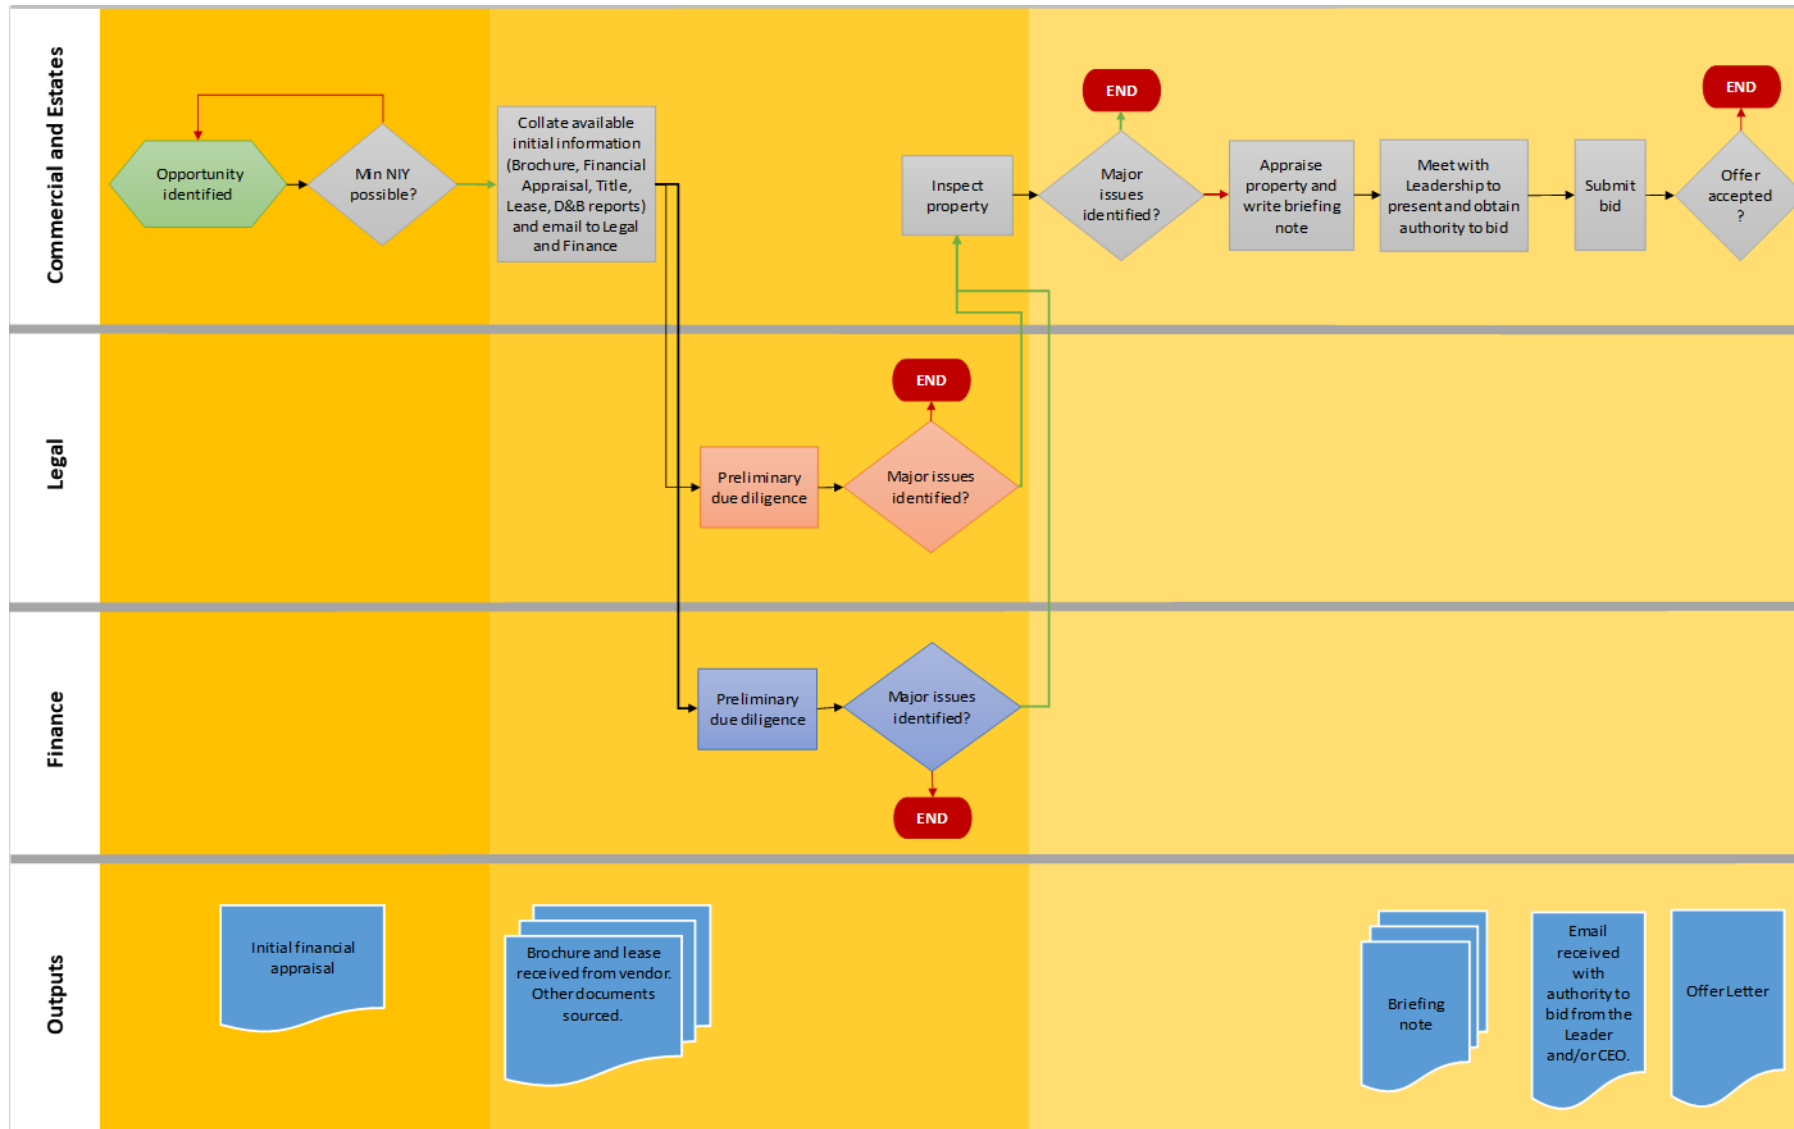 Commercial and Estates
Opportunity
identified
Min NIY
possible?
Collate available
initial information
(Brochure, Financial
Appraisal, Title,
Lease, D&B reports)
and email to Legal
and Finance
Inspect
property
END
Major
issues
identified?
Appraise
property and
write briefing
note
Meet with
Leadership to
present and obtain
authority to bid
Submit
bid
END
Offer
accepted
?
Legal
Preliminary
due diligence
END
Major issues
identified?
Finance
Preliminary
due diligence
Major issues
identified?
END
Outputs
Initial financial
appraisal
Brochure and lease
received from vendor.
Other documents
sourced.
Briefing
note
Email
received
with
authority to
bid from the
Leader
and/or CEO.
Offer Letter